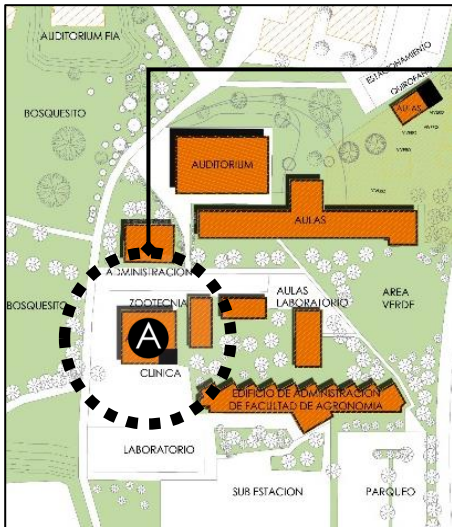 AUDITORIUM FIA
ESTACIONAMIENTO
QUIROFANO
AULAS
BOSQUESITO
AUDITORIUM
AULAS
ADMINISTRACION
BOSQUESITO
ZOOTECNIA
AULAS
LABORATORIO
AREA
VERDE
A
CLINICA
EDIFICIO DE ADMINISTRACION
DE FACULTAD DE AGRONOMIA
LABORATORIO
SUB ESTACION
PARQUEO